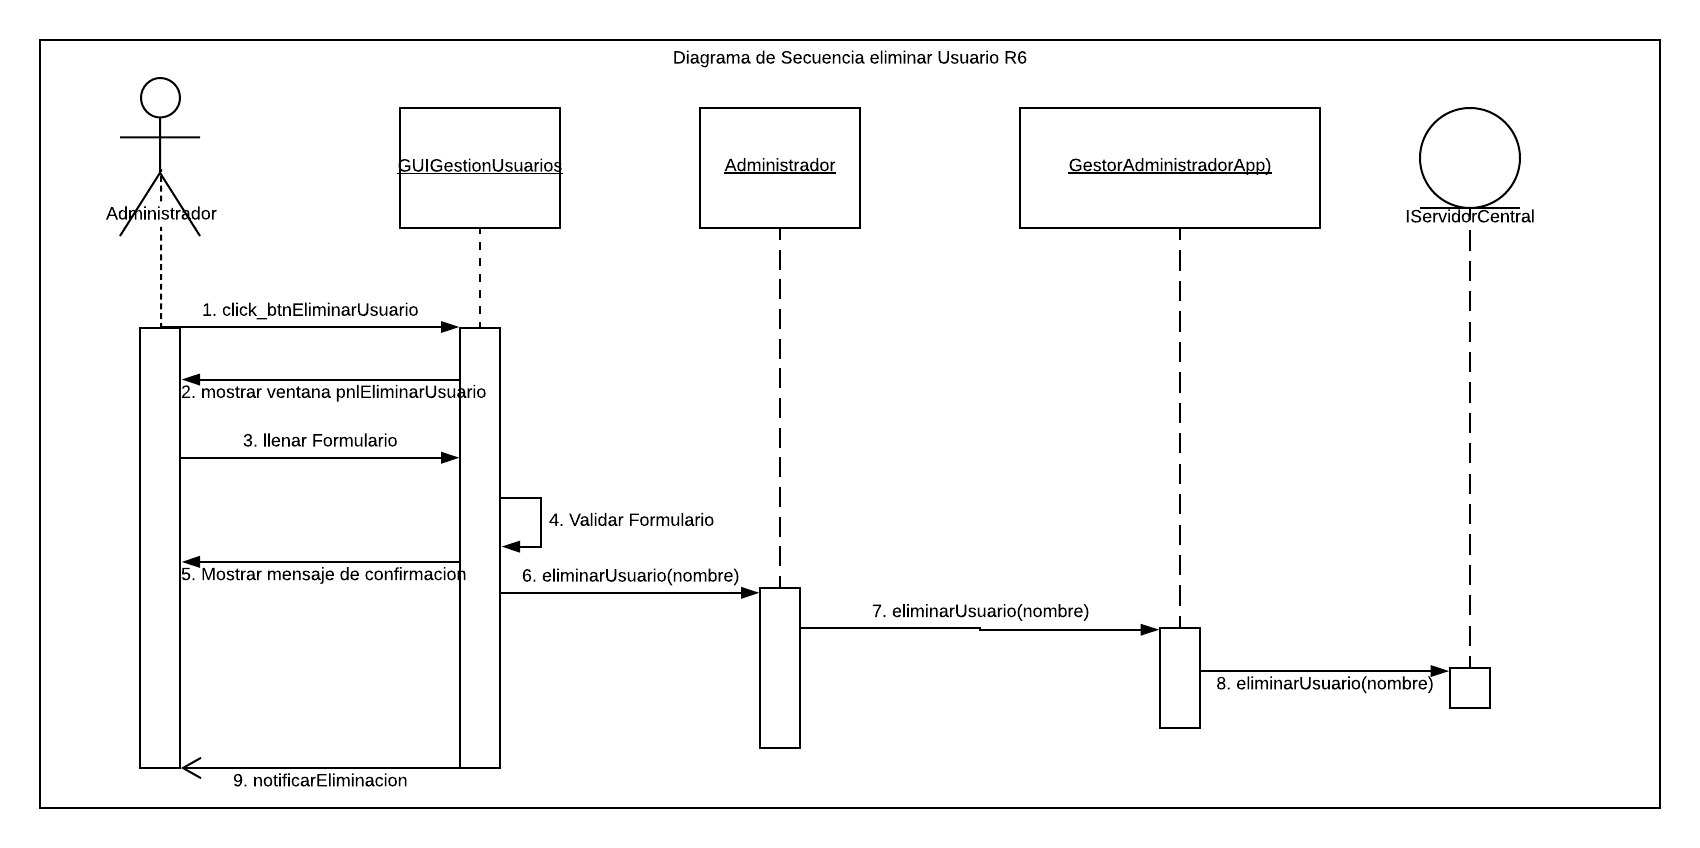 Diagrama de Secuencia eliminar Usuario R6
Administrador
GUIGestionUsuarios
Administrador
GestorAdministradorApp)
IServidorCentral
1. click_btnEliminarUsuario
2. mostrar ventana pnlEliminarUsuario
3. llenar Formulario
4. Validar Formulario
5. Mostrar mensaje de confirmacion
6. eliminarUsuario(nombre)
7. eliminarUsuario(nombre)
8. eliminarUsuario(nombre)
9. notificarEliminacion